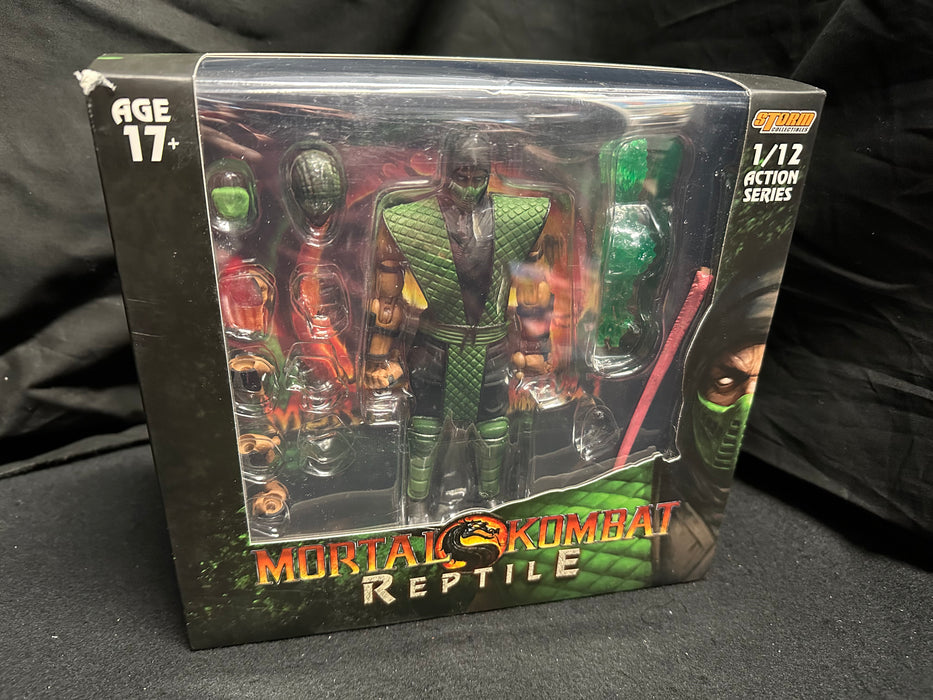 AGE
17+
STORM
COLLECTIBLES
1/12
ACTION
SERIES
MORTAL KOMBAT
REPTILE